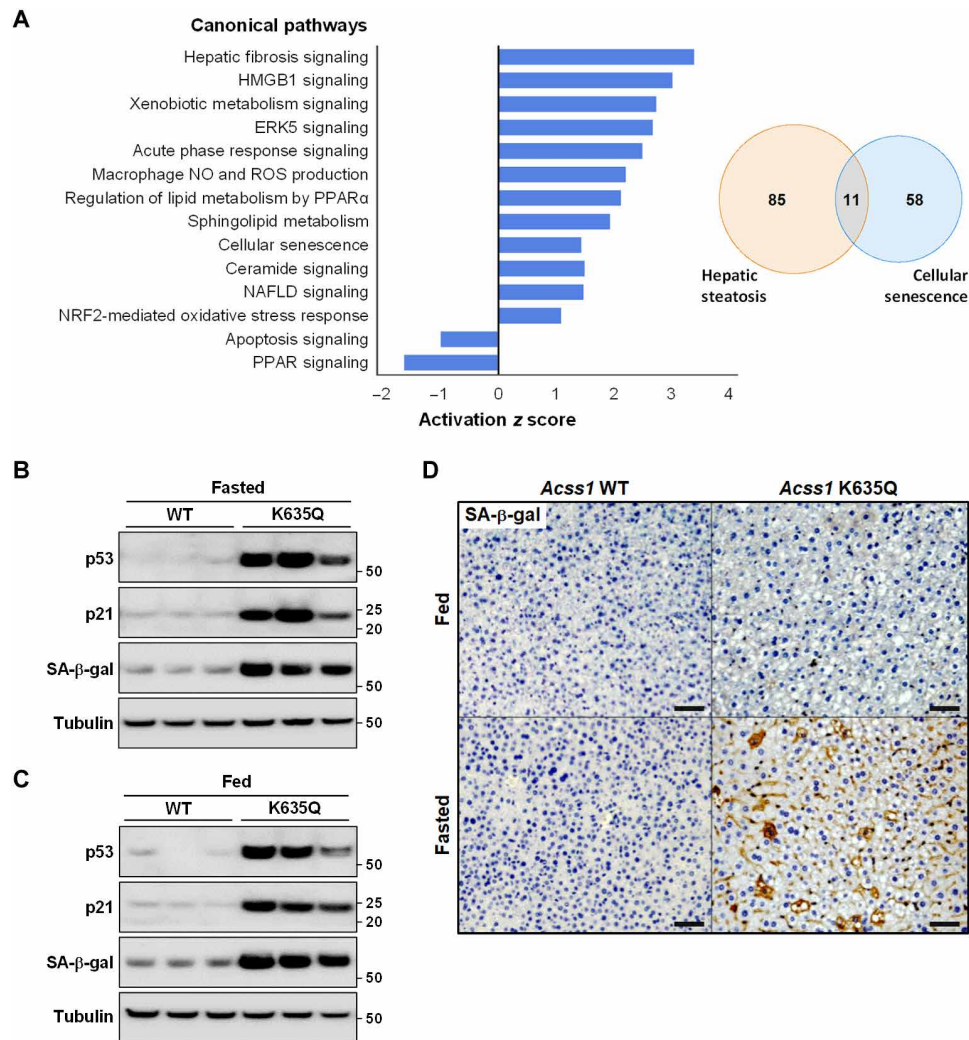 A
Canonical pathways
Hepatic fibrosis signaling
HMGB1 signaling
Xenobiotic metabolism signaling
ERK5 signaling
Acute phase response signaling
Macrophage NO and ROS production
Regulation of lipid metabolism by PPARα
Sphingolipid metabolism
Cellular senescence
Ceramide signaling
NAFLD signaling
NRF2-mediated oxidative stress response
Apoptosis signaling
PPAR signaling
–2 –1 0 1 2 3 4
Activation z score
85 11 58
Hepatic
steatosis
Cellular
senescence
B
Fasted
WT K635Q
p53
50
p21
25
20
SA-β-gal
50
Tubulin
50
C
Fed
WT K635Q
p53
50
p21
25
20
SA-β-gal
50
Tubulin
50
D
Acss1 WT Acss1 K635Q
SA-β-gal
Fed
Fasted